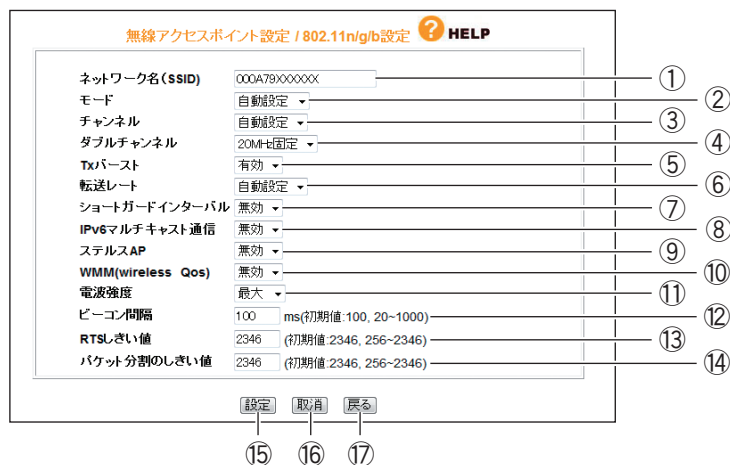 無線アクセスポイント設定 / 802.11n/g/b設定 ? HELP
ネットワーク名(SSID) 000A79XXXXXX ①
モード 自動設定 ②
チャンネル 自動設定 ③
ダブルチャンネル 20MHz固定 ④
Txバースト 有効 ⑤
転送レート 自動設定 ⑥
ショートガードインターバル 無効 ⑦
IPv6マルチキャスト通信 無効 ⑧
ステルスAP 無効 ⑨
WMM(wireless Qos) 無効 ⑩
電波強度 最大 ⑪
ビーコン間隔 100 ms(初期値:100, 20~1000) ⑫
RTSしきい値 2346 (初期値:2346, 256~2346) ⑬
パケット分割のしきい値 2346 (初期値:2346, 256~2346) ⑭
設定 取消 戻る
⑮ ⑯ ⑰